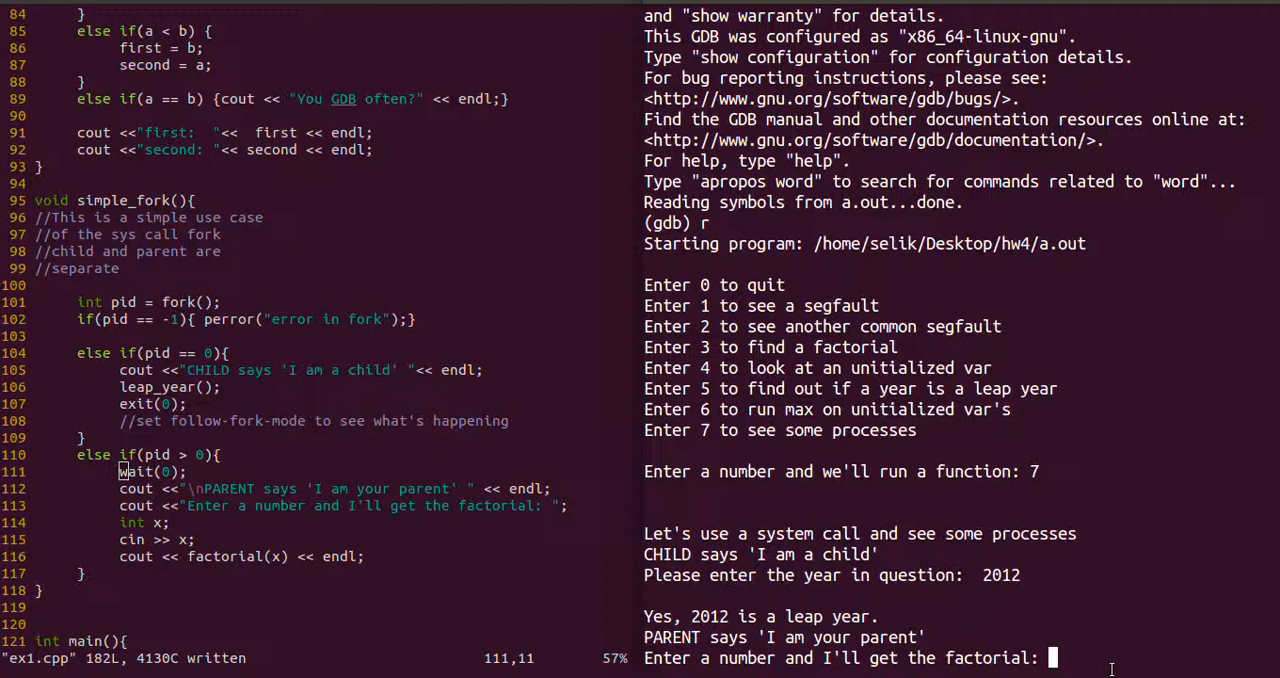 84 }
85 else if(a < b) {
86 first = b;
87 second = a;
88 }
89 else if(a == b) {cout << "You GDB often?" << endl;}
90
91 cout <<"first:  "<<  first << endl;
92 cout <<"second: "<< second << endl;
93 }
94
95 void simple_fork(){
96 //This is a simple use case
97 //of the sys call fork
98 //child and parent are
99 //separate
100
101 int pid = fork();
102 if(pid == -1){ perror("error in fork");}
103
104 else if(pid == 0){
105 cout <<"CHILD says 'I am a child' "<< endl;
106 leap_year();
107 exit(0);
108 //set follow-fork-mode to see what's happening
109 }
110 else if(pid > 0){
111 wait(0);
112 cout <<"\nPARENT says 'I am your parent' " << endl;
113 cout <<"Enter a number and I'll get the factorial: ";
114 int x;
115 cin >> x;
116 cout << factorial(x) << endl;
117 }
118 }
119
120
121 int main(){
"ex1.cpp" 182L, 4130C written 111,11 57%
and "show warranty" for details.
This GDB was configured as "x86_64-linux-gnu".
Type "show configuration" for configuration details.
For bug reporting instructions, please see:
<http://www.gnu.org/software/gdb/bugs/>.
Find the GDB manual and other documentation resources online at:
<http://www.gnu.org/software/gdb/documentation/>.
For help, type "help".
Type "apropos word" to search for commands related to "word"...
Reading symbols from a.out...done.
(gdb) r
Starting program: /home/selik/Desktop/hw4/a.out
Enter 0 to quit
Enter 1 to see a segfault
Enter 2 to see another common segfault
Enter 3 to find a factorial
Enter 4 to look at an unitialized var
Enter 5 to find out if a year is a leap year
Enter 6 to run max on unitialized var's
Enter 7 to see some processes
Enter a number and we'll run a function: 7
Let's use a system call and see some processes
CHILD says 'I am a child'
Please enter the year in question:  2012
Yes, 2012 is a leap year.
PARENT says 'I am your parent'
Enter a number and I'll get the factorial: